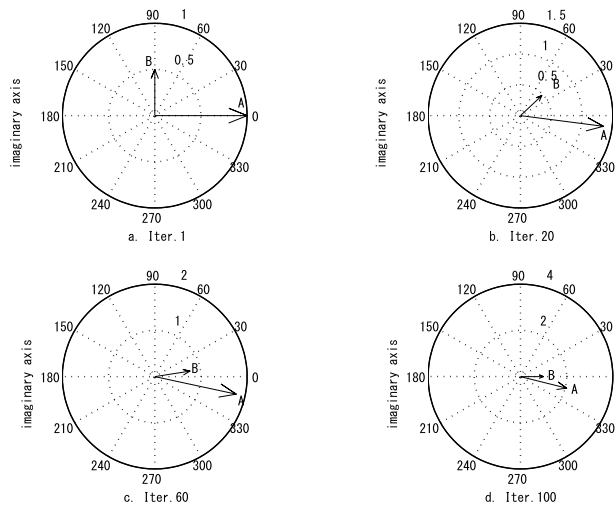 90 1
120 60
B 0.5
150 30
A
180 0
210 330
240 300
270
imaginary axis
a. Iter.1
90 1.5
120 60
1
0.5
B
150 30
180 0
A
210 330
240 300
270
imaginary axis
b. Iter.20
90 2
120 60
1
150 30
B
180 0
A
210 330
240 300
270
imaginary axis
c. Iter.60
90 4
120 60
2
150 30
B
180 0
A
210 330
240 300
270
imaginary axis
d. Iter.100